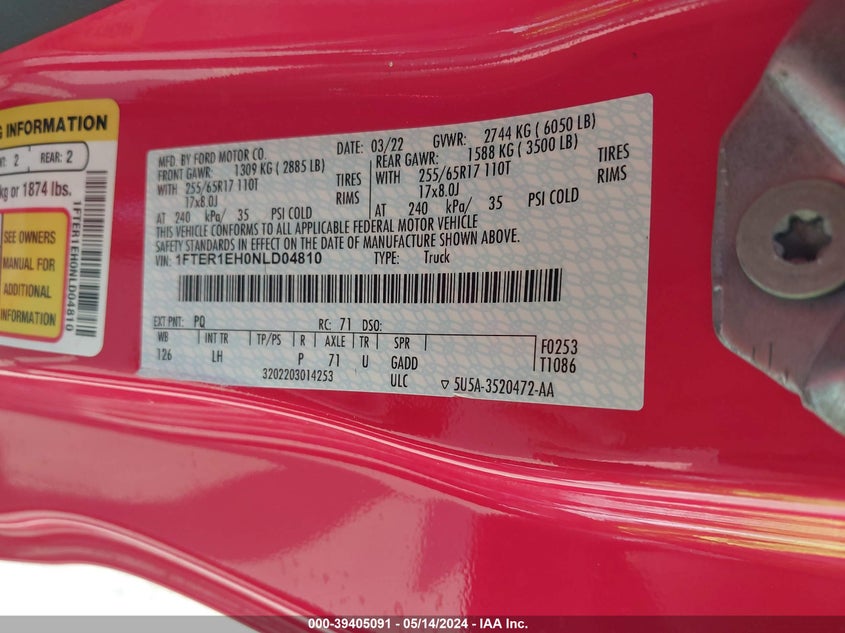 G INFORMATION
T: 2 REAR: 2
kg or 1874 lbs.
SEE OWNERS
MANUAL FOR
ADDITIONAL
INFORMATION
1FTER1EH0NLD04810
MFD. BY FORD MOTOR CO. DATE: 03/22 GVWR: 2744 KG ( 6050 LB)
FRONT GAWR: 1309 KG ( 2885 LB) REAR GAWR: 1588 KG ( 3500 LB)
WITH 255/65R17 110T TIRES WITH 255/65R17 110T TIRES
17x8.0J RIMS 17x8.0J RIMS
AT 240 kPa/ 35 PSI COLD AT 240 kPa/ 35 PSI COLD
THIS VEHICLE CONFORMS TO ALL APPLICABLE FEDERAL MOTOR VEHICLE
SAFETY STANDARDS IN EFFECT ON THE DATE OF MANUFACTURE SHOWN ABOVE.
VIN: 1FTER1EH0NLD04810 TYPE: Truck
EXT PNT: PQ RC: 71 DSO:
WB INT TR TP/PS R AXLE TR SPR F0253
126 LH P 71 U GADD T1086
3202203014253 ULC ▽ 5U5A-3520472-AA
000-39405091 - 05/14/2024 - IAA Inc.